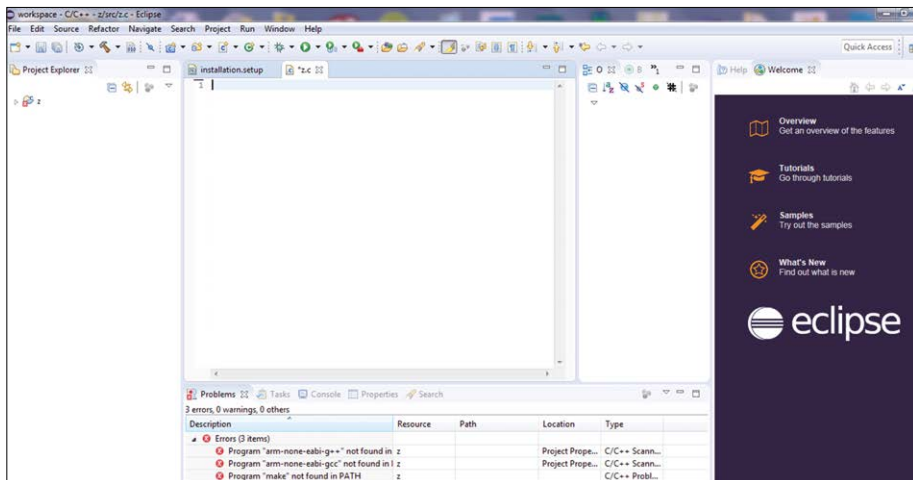 workspace - C/C++ - z/src/z.c - Eclipse
File Edit Source Refactor Navigate Search Project Run Window Help
Quick Access
Project Explorer
installation.setup
*z.c
O
B
Help
Welcome
1
z
Overview
Get an overview of the features
Tutorials
Go through tutorials
Samples
Try out the samples
What's New
Find out what is new
eclipse
Problems Tasks Console Properties Search
3 errors, 0 warnings, 0 others
Description Resource Path Location Type
Errors (3 items)
Program "arm-none-eabi-g++" not found in z Project Prope... C/C++ Scann...
Program "arm-none-eabi-gcc" not found in z Project Prope... C/C++ Scann...
Program "make" not found in PATH z C/C++ Probl...